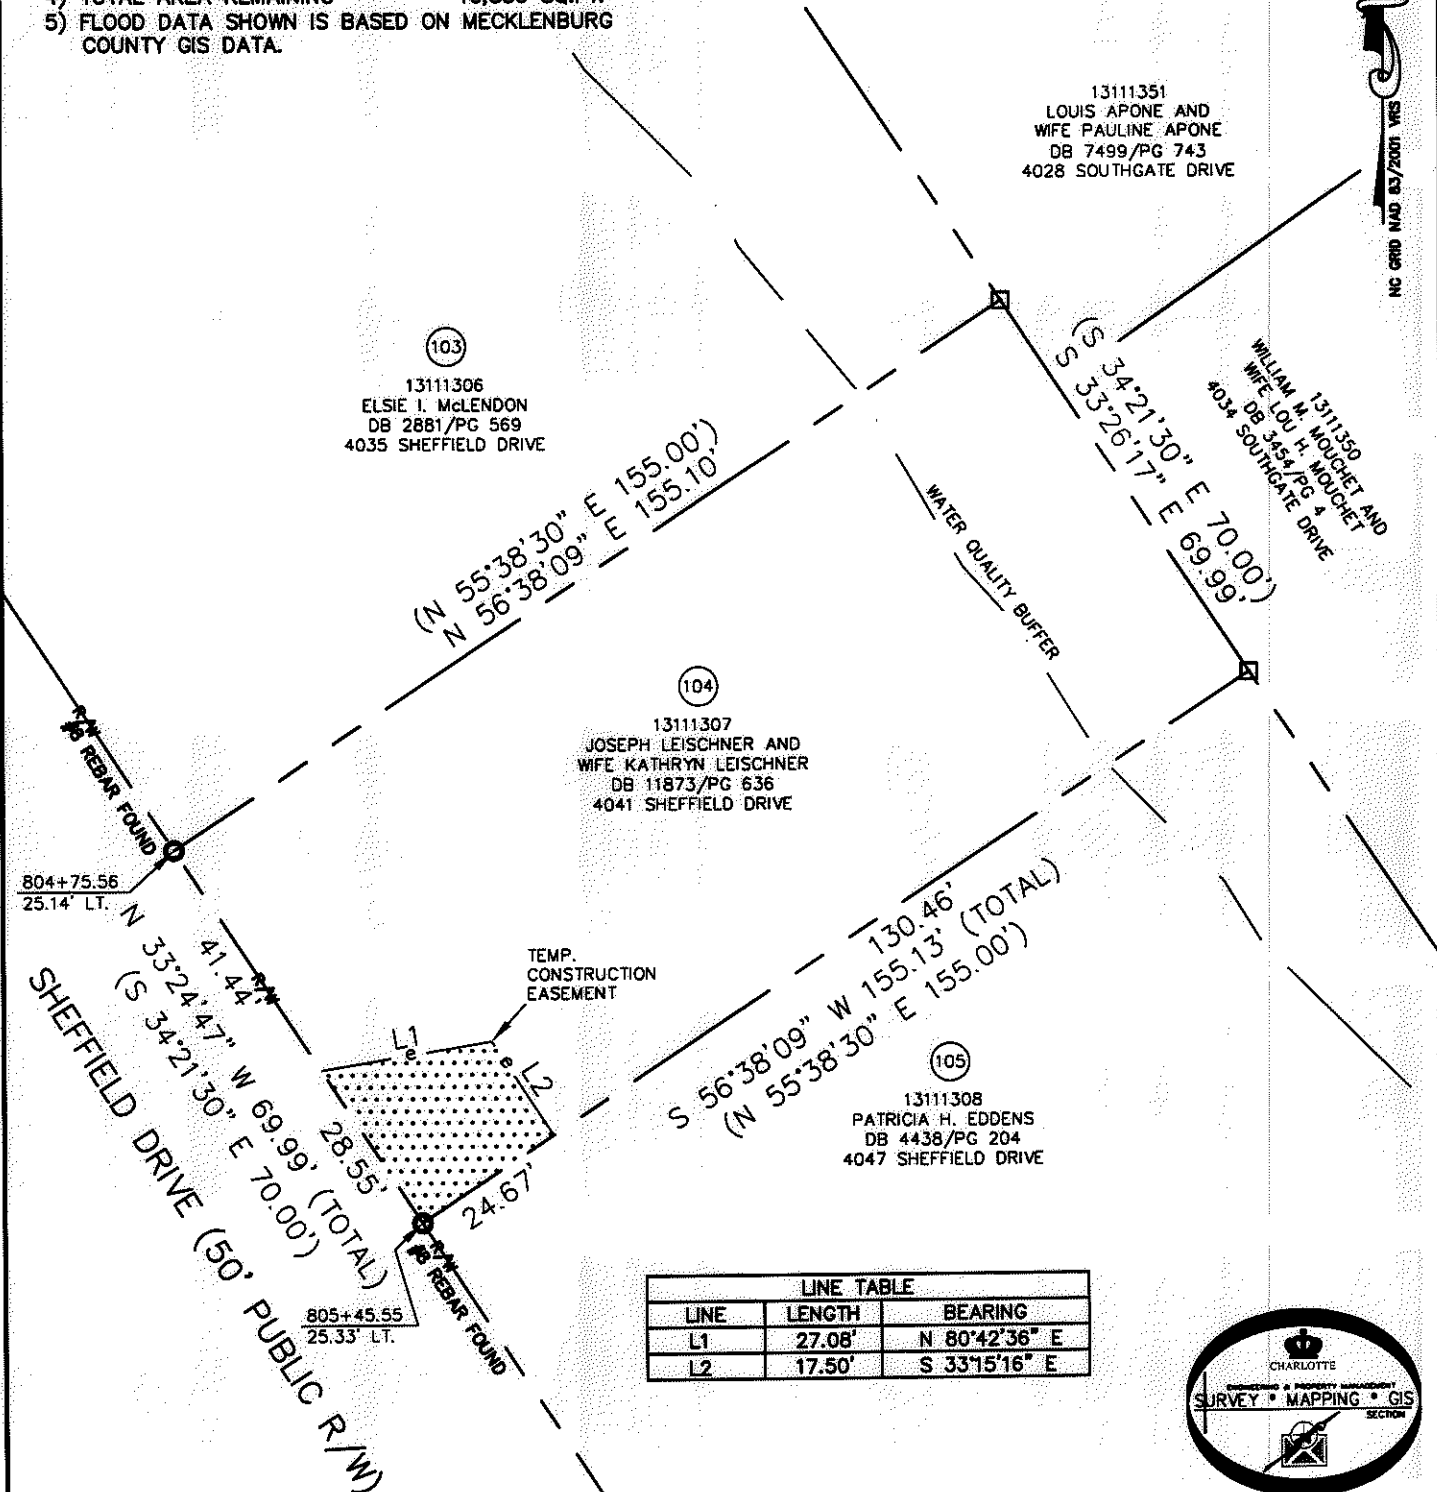 4) TOTAL AREA REMAINING
5) FLOOD DATA SHOWN IS BASED ON MECKLENBURG
COUNTY GIS DATA.
NC GRID NAD 83/2001 VRS
13111351
LOUIS APONE AND
WIFE PAULINE APONE
DB 7499/PG 743
4028 SOUTHGATE DRIVE
103
13111306
ELSIE I. McLENDON
DB 2881/PG 569
4035 SHEFFIELD DRIVE
(S 34°21'30" E 70.00')
S 33°26'17" E 69.99'
13111350
WILLIAM M. MOUCHET AND
WIFE LOU H. MOUCHET
DB 3454/PG 4
4034 SOUTHGATE DRIVE
(N 55°38'30" E 155.00')
N 56°38'09" E 155.10'
WATER QUALITY BUFFER
104
13111307
JOSEPH LEISCHNER AND
WIFE KATHRYN LEISCHNER
DB 11873/PG 636
4041 SHEFFIELD DRIVE
R/W
#8 REBAR FOUND
804+75.56
25.14' LT.
41.44'
R/W
N 33°24'47" W 69.99' (TOTAL)
(S 34°21'30" E 70.00')
TEMP.
CONSTRUCTION
EASEMENT
L1
e
e
L2
28.55'
24.67'
130.46'
S 56°38'09" W 155.13' (TOTAL)
(N 55°38'30" E 155.00')
105
13111308
PATRICIA H. EDDENS
DB 4438/PG 204
4047 SHEFFIELD DRIVE
SHEFFIELD DRIVE (50' PUBLIC R/W)
805+45.55
25.33' LT.
R/W
#8 REBAR FOUND
LINE TABLE
LINE LENGTH BEARING
L1 27.08' N 80°42'36" E
L2 17.50' S 33°15'16" E
CHARLOTTE
ENGINEERING & PROPERTY MANAGEMENT
SURVEY * MAPPING * GIS
SECTION